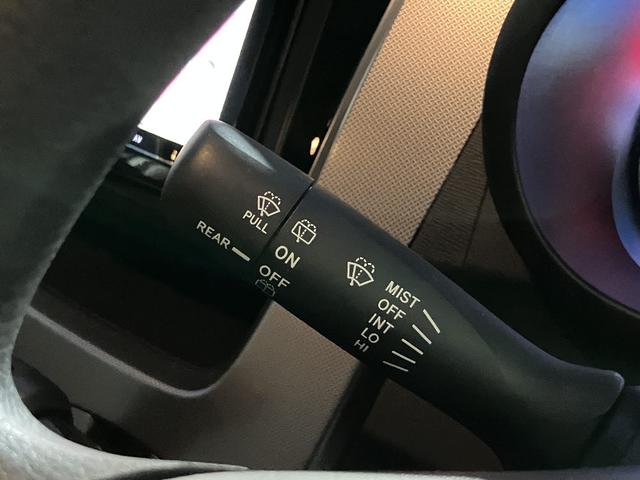 PULL
REAR
ON
OFF
MIST
OFF
INT
LO
HI